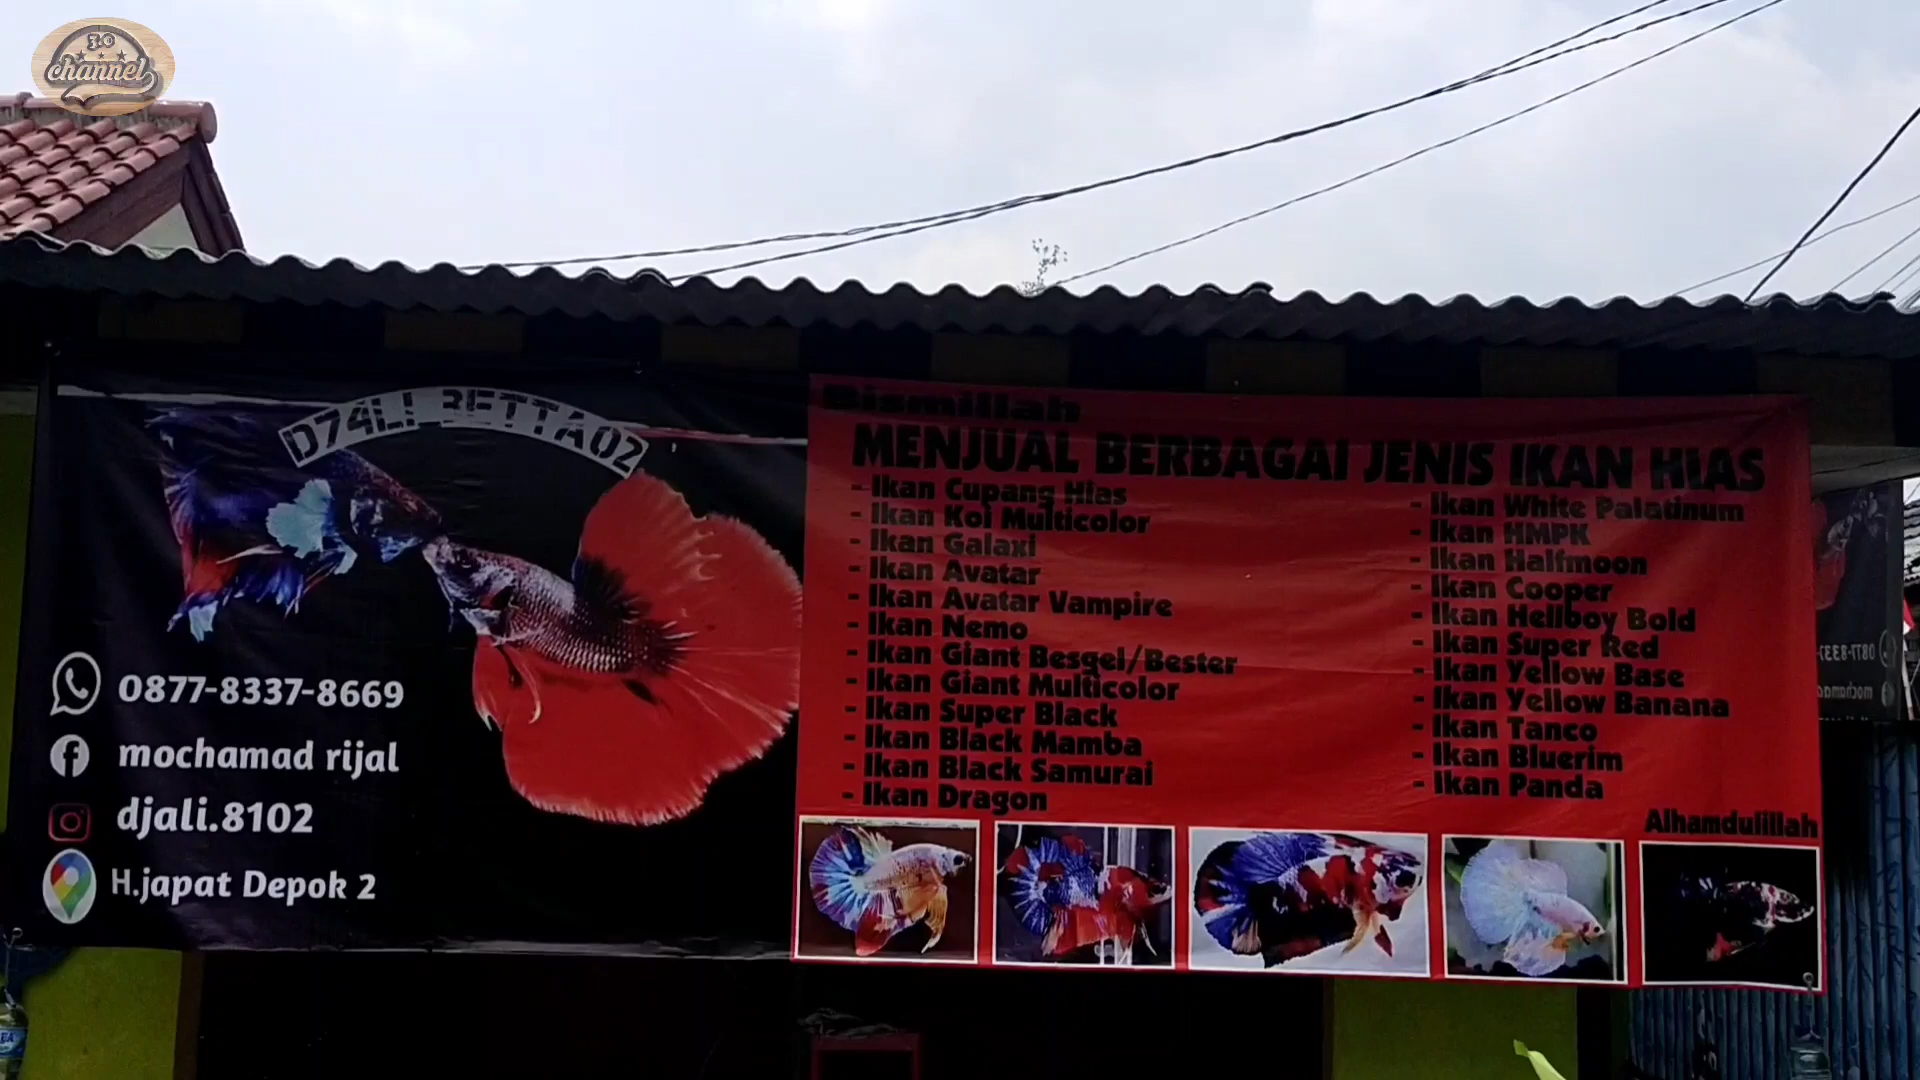 3.0
channel
D74LI_BETTA02
0877-8337-8669
mochamad rijal
djali.8102
H.japat Depok 2
Bismillah
MENJUAL BERBAGAI JENIS IKAN HIAS
- Ikan Cupang Hias
- Ikan Koi Multicolor
- Ikan Galaxi
- Ikan Avatar
- Ikan Avatar Vampire
- Ikan Nemo
- Ikan Giant Besgel/Bester
- Ikan Giant Multicolor
- Ikan Super Black
- Ikan Black Mamba
- Ikan Black Samurai
- Ikan Dragon
- Ikan White Palatinum
- Ikan HMPK
- Ikan Halfmoon
- Ikan Cooper
- Ikan Hellboy Bold
- Ikan Super Red
- Ikan Yellow Base
- Ikan Yellow Banana
- Ikan Tanco
- Ikan Bluerim
- Ikan Panda
Alhamdulillah